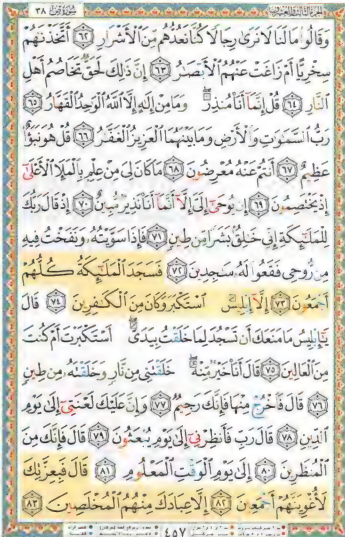 سورة ص ٣٨
وَقَالُوا۟ مَا لَنَا لَا نَرَىٰ رِجَالًا كُنَّا نَعُدُّهُم مِّنَ ٱلْأَشْرَارِ ٦٢ أَتَّخَذْنَٰهُمْ
سِخْرِيًّا أَمْ زَاغَتْ عَنْهُمُ ٱلْأَبْصَٰرُ ٦٣ إِنَّ ذَٰلِكَ لَحَقٌّ تَخَاصُمُ أَهْلِ
ٱلنَّارِ ٦٤ قُلْ إِنَّمَآ أَنَا۠ مُنذِرٌ وَمَا مِنْ إِلَٰهٍ إِلَّا ٱللَّهُ ٱلْوَٰحِدُ ٱلْقَهَّارُ ٦٥
رَبُّ ٱلسَّمَٰوَٰتِ وَٱلْأَرْضِ وَمَا بَيْنَهُمَا ٱلْعَزِيزُ ٱلْغَفَّٰرُ ٦٦ قُلْ هُوَ نَبَؤٌا۟
عَظِيمٌ ٦٧ أَنتُمْ عَنْهُ مُعْرِضُونَ ٦٨ مَا كَانَ لِىَ مِنْ عِلْمٍۭ بِٱلْمَلَإِ ٱلْأَعْلَىٰٓ
إِذْ يَخْتَصِمُونَ ٦٩ إِن يُوحَىٰٓ إِلَىَّ إِلَّآ أَنَّمَآ أَنَا۠ نَذِيرٌ مُّبِينٌ ٧٠ إِذْ قَالَ رَبُّكَ
لِلْمَلَٰٓئِكَةِ إِنِّى خَٰلِقٌۢ بَشَرًا مِّن طِينٍ ٧١ فَإِذَا سَوَّيْتُهُۥ وَنَفَخْتُ فِيهِ
مِن رُّوحِى فَقَعُوا۟ لَهُۥ سَٰجِدِينَ ٧٢ فَسَجَدَ ٱلْمَلَٰٓئِكَةُ كُلُّهُمْ
أَجْمَعُونَ ٧٣ إِلَّآ إِبْلِيسَ ٱسْتَكْبَرَ وَكَانَ مِنَ ٱلْكَٰفِرِينَ ٧٤ قَالَ
يَٰٓإِبْلِيسُ مَا مَنَعَكَ أَن تَسْجُدَ لِمَا خَلَقْتُ بِيَدَىَّ أَسْتَكْبَرْتَ أَمْ كُنتَ
مِنَ ٱلْعَالِينَ ٧٥ قَالَ أَنَا۠ خَيْرٌ مِّنْهُ خَلَقْتَنِى مِن نَّارٍ وَخَلَقْتَهُۥ مِن طِينٍ
٧٦ قَالَ فَٱخْرُجْ مِنْهَا فَإِنَّكَ رَجِيمٌ ٧٧ وَإِنَّ عَلَيْكَ لَعْنَتِىٓ إِلَىٰ يَوْمِ
ٱلدِّينِ ٧٨ قَالَ رَبِّ فَأَنظِرْنِىٓ إِلَىٰ يَوْمِ يُبْعَثُونَ ٧٩ قَالَ فَإِنَّكَ مِنَ
ٱلْمُنظَرِينَ ٨٠ إِلَىٰ يَوْمِ ٱلْوَقْتِ ٱلْمَعْلُومِ ٨١ قَالَ فَبِعِزَّتِكَ
لَأُغْوِيَنَّهُمْ أَجْمَعِينَ ٨٢ إِلَّا عِبَادَكَ مِنْهُمُ ٱلْمُخْلَصِينَ ٨٣
٤٥٧